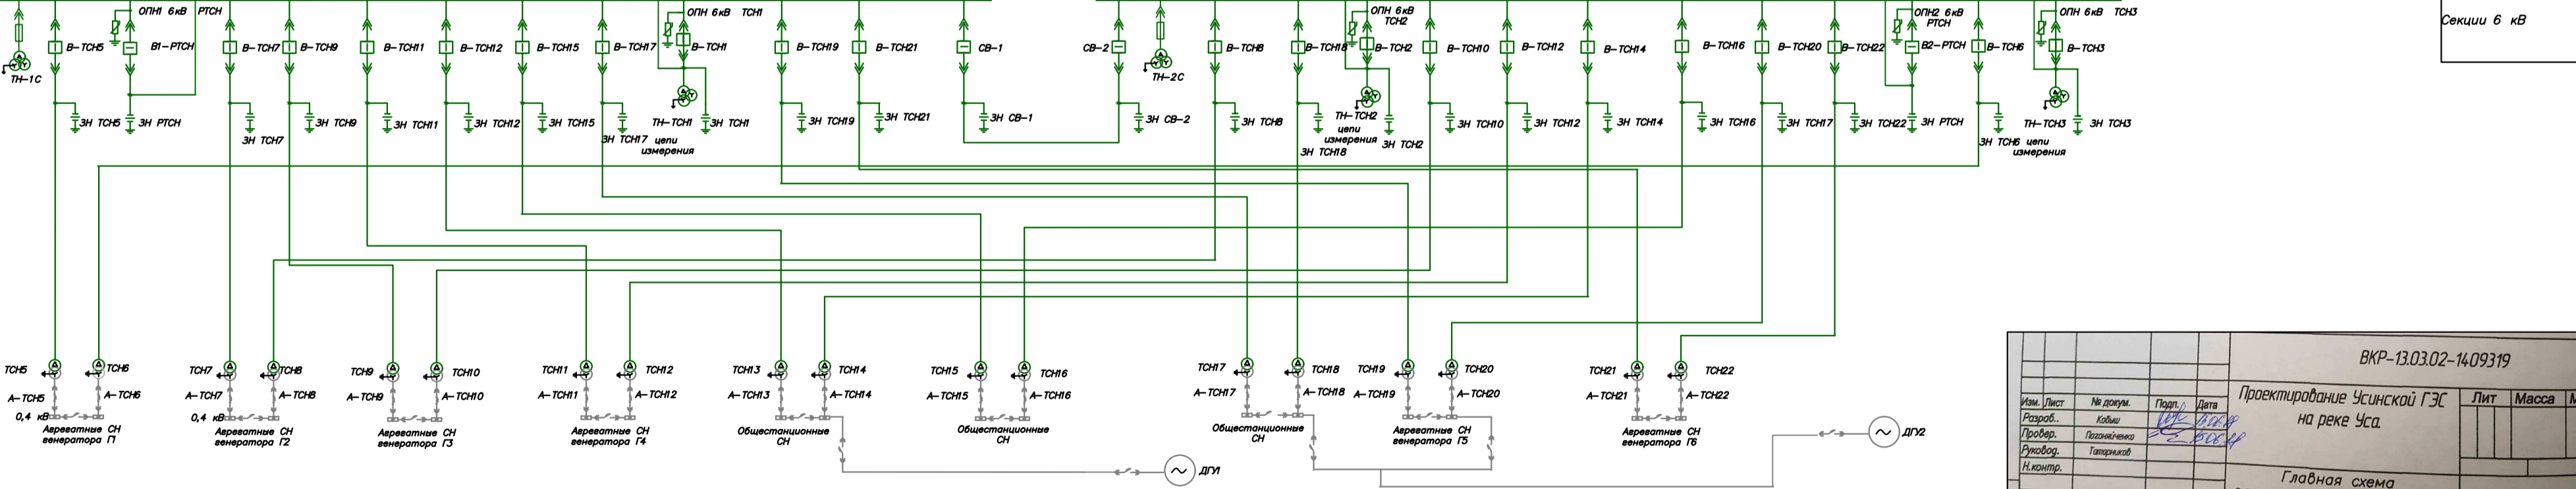 ОПН1 6кВ РТСН
ОПН 6кВ ТСН1
ОПН 6кВ
ТСН2
ОПН2 6кВ
РТСН
ОПН 6кВ ТСН3
Секции 6 кВ
В-ТСН5
В1-РТСН
В-ТСН7
В-ТСН9
В-ТСН11
В-ТСН12
В-ТСН15
В-ТСН17
В-ТСН1
В-ТСН19
В-ТСН21
СВ-1
СВ-2
В-ТСН8
В-ТСН18
В-ТСН2
В-ТСН10
В-ТСН12
В-ТСН14
В-ТСН16
В-ТСН20
В-ТСН22
В2-РТСН
В-ТСН6
В-ТСН3
ТН-1С
ТН-2С
ЗН ТСН5
ЗН РТСН
ЗН ТСН7
ЗН ТСН9
ЗН ТСН11
ЗН ТСН12
ЗН ТСН15
ЗН ТСН17
ТН-ТСН1
цепи
измерения
ЗН ТСН1
ЗН ТСН19
ЗН ТСН21
ЗН СВ-1
ЗН СВ-2
ЗН ТСН8
ЗН ТСН18
ТН-ТСН2
цепи
измерения
ЗН ТСН2
ЗН ТСН10
ЗН ТСН12
ЗН ТСН14
ЗН ТСН16
ЗН ТСН17
ЗН ТСН22
ЗН РТСН
ЗН ТСН6
ТН-ТСН3
цепи
измерения
ЗН ТСН3
ТСН5
ТСН6
ТСН7
ТСН8
ТСН9
ТСН10
ТСН11
ТСН12
ТСН13
ТСН14
ТСН15
ТСН16
ТСН17
ТСН18
ТСН19
ТСН20
ТСН21
ТСН22
А-ТСН5
А-ТСН6
А-ТСН7
А-ТСН8
А-ТСН9
А-ТСН10
А-ТСН11
А-ТСН12
А-ТСН13
А-ТСН14
А-ТСН15
А-ТСН16
А-ТСН17
А-ТСН18
А-ТСН19
А-ТСН20
А-ТСН21
А-ТСН22
0,4 кВ
0,4 кВ
Агреватные СН
генератора Г1
Агреватные СН
генератора Г2
Агреватные СН
генератора Г3
Агреватные СН
генератора Г4
Общестанционные
СН
Общестанционные
СН
Общестанционные
СН
Агреватные СН
генератора Г5
Агреватные СН
генератора Г6
ДГУ1
ДГУ2
ВКР-13.03.02-1409319
Проектирование Усинской ГЭС
на реке Уса.
Лит Масса
Изм. Лист № докум. Подп. Дата
Разраб.. Кобыш
Провер. Погоняйченко
Руковод. Татарников
Н.контр.
Главная схема